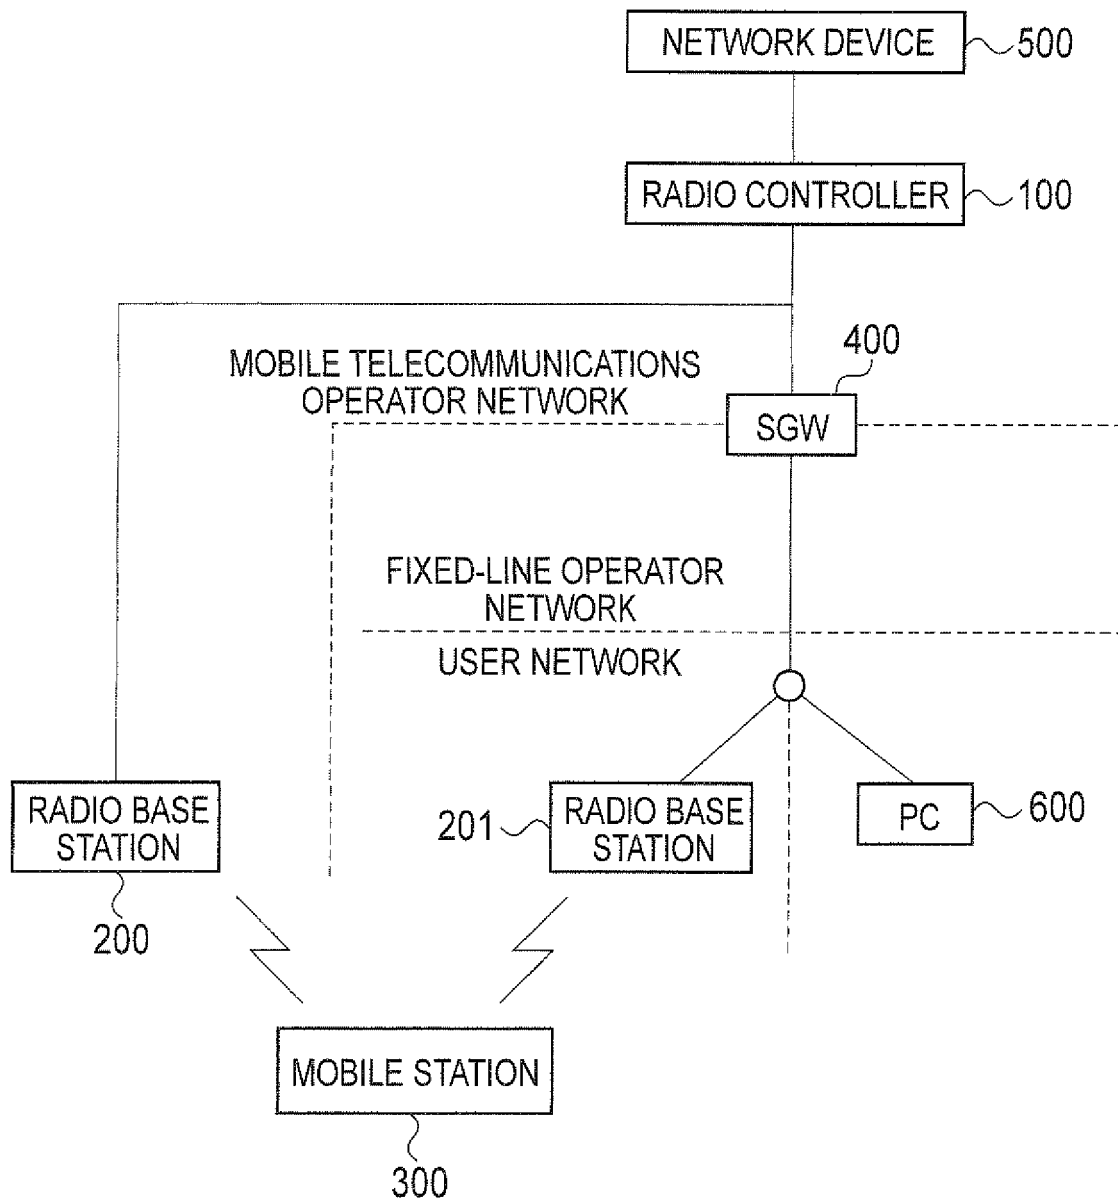 NETWORK DEVICE
500
RADIO CONTROLLER
100
400
MOBILE TELECOMMUNICATIONS
OPERATOR NETWORK
SGW
FIXED-LINE OPERATOR
NETWORK
USER NETWORK
RADIO BASE
STATION
200
201
RADIO BASE
STATION
PC
600
MOBILE STATION
300